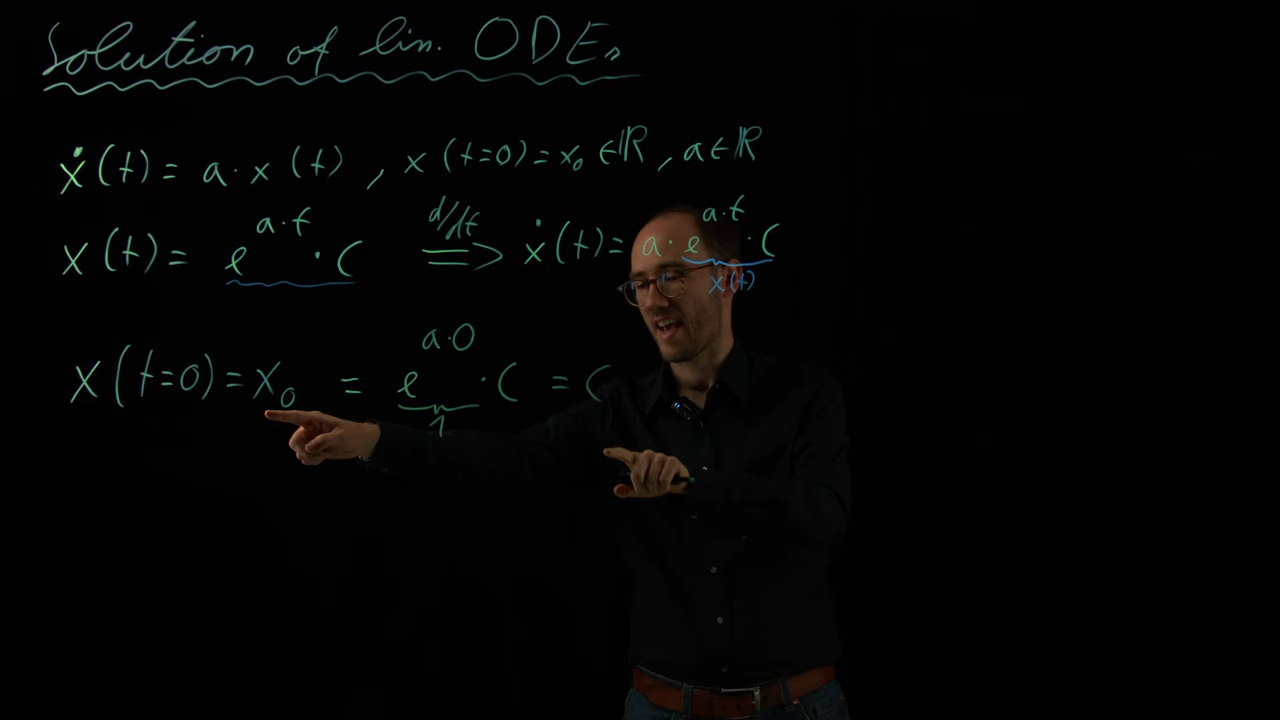 Solution of lin. ODEs
ẋ(t) = a·x(t), x(t=0) = x₀ ∈ ℝ, a ∈ ℝ
x(t) = e^{a·t}·C ⟹ (d/dt) ẋ(t) = a·e^{a·t}·C
x(t)
x(t=0) = x₀ = e^{a·0}·C = C
1